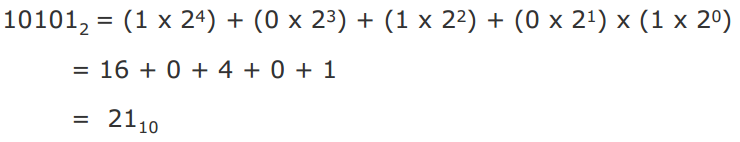 10101₂ = (1 x 2⁴) + (0 x 2³) + (1 x 2²) + (0 x 2¹) x (1 x 2⁰)
= 16 + 0 + 4 + 0 + 1
= 21₁₀